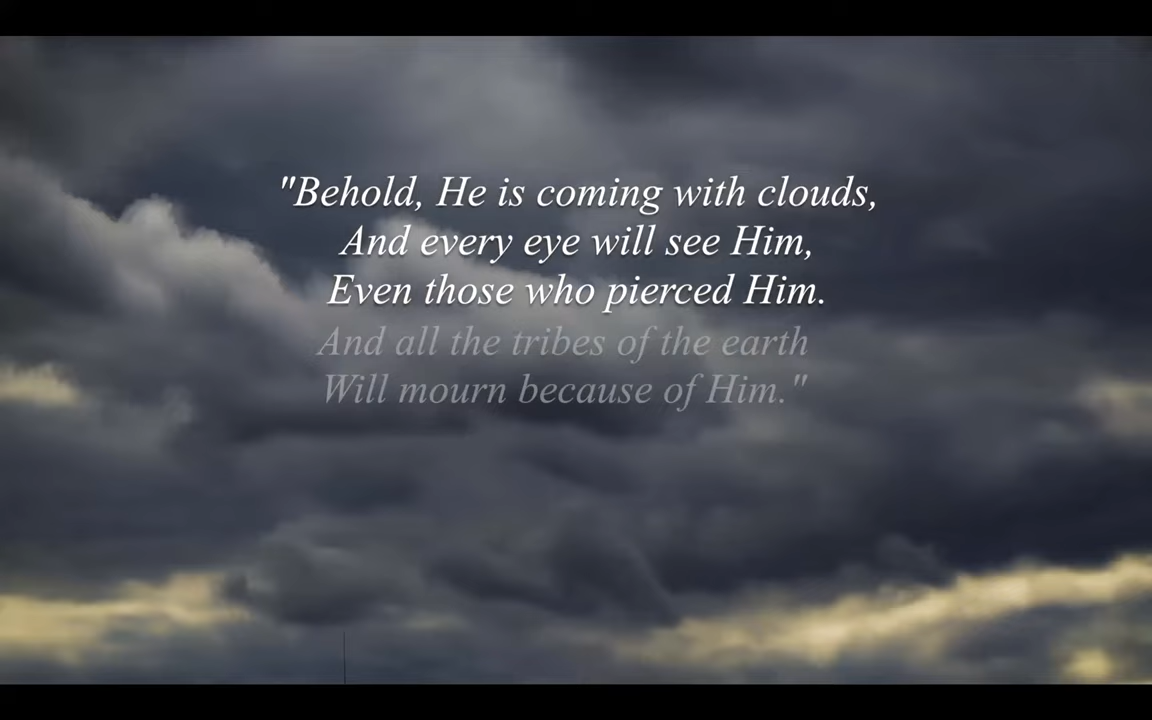 "Behold, He is coming with clouds,
And every eye will see Him,
Even those who pierced Him.
And all the tribes of the earth
Will mourn because of Him."